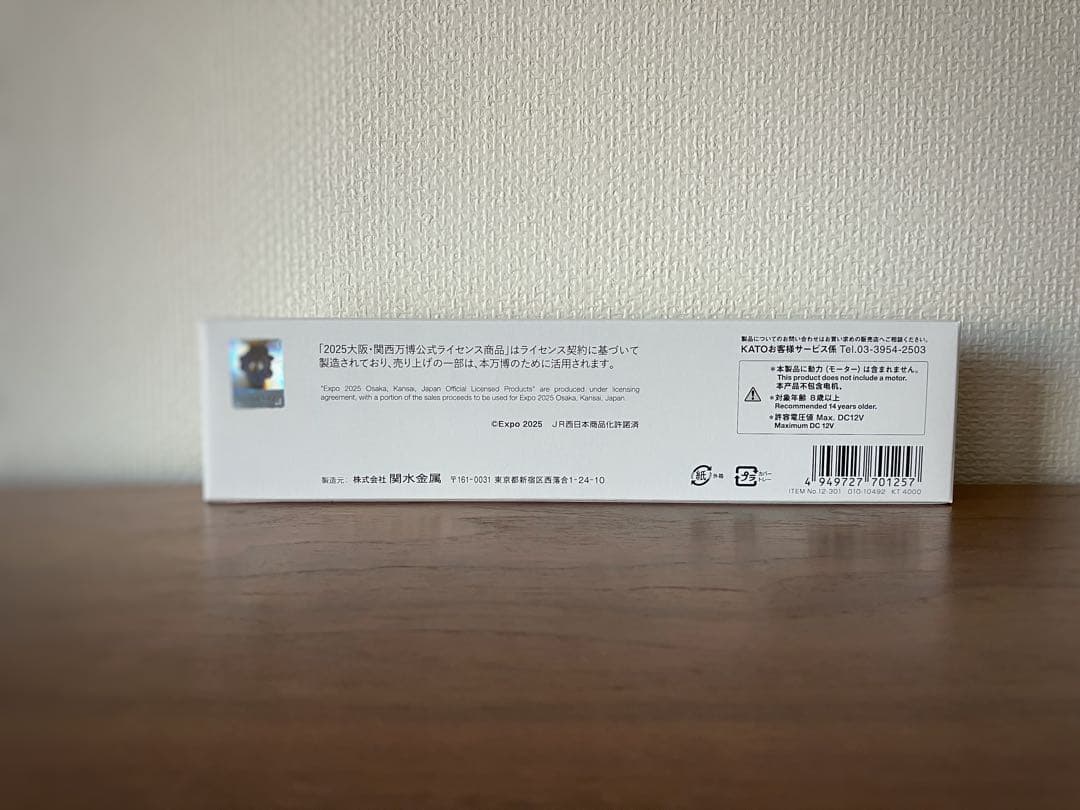 「2025大阪・関西万博公式ライセンス商品」はライセンス契約に基づいて
製造されており、売り上げの一部は、本万博のために活用されます。
"Expo 2025 Osaka, Kansai, Japan Official Licensed Products" are produced under licensing
agreement, with a portion of the sales proceeds to be used for Expo 2025 Osaka, Kansai, Japan.
©Expo 2025 JR西日本商品化許諾済
製造元: 株式会社 関水金属 〒161-0031 東京都新宿区西落合1-24-10
製品についてのお問い合わせはお買い求めの販売店へご相談ください。
KATOお客様サービス係 Tel.03-3954-2503
＊本製品に動力（モーター）は含まれません。
This product does not include a motor.
本产品不包含电机。
＊対象年齢 8歳以上
Recommended 14 years older.
＊許容電圧値 Max. DC12V
Maximum DC 12V
紙 外箱
プラ カバー
トレー
4 949727 701257
ITEM No.12-301 010-10492 KT 4000